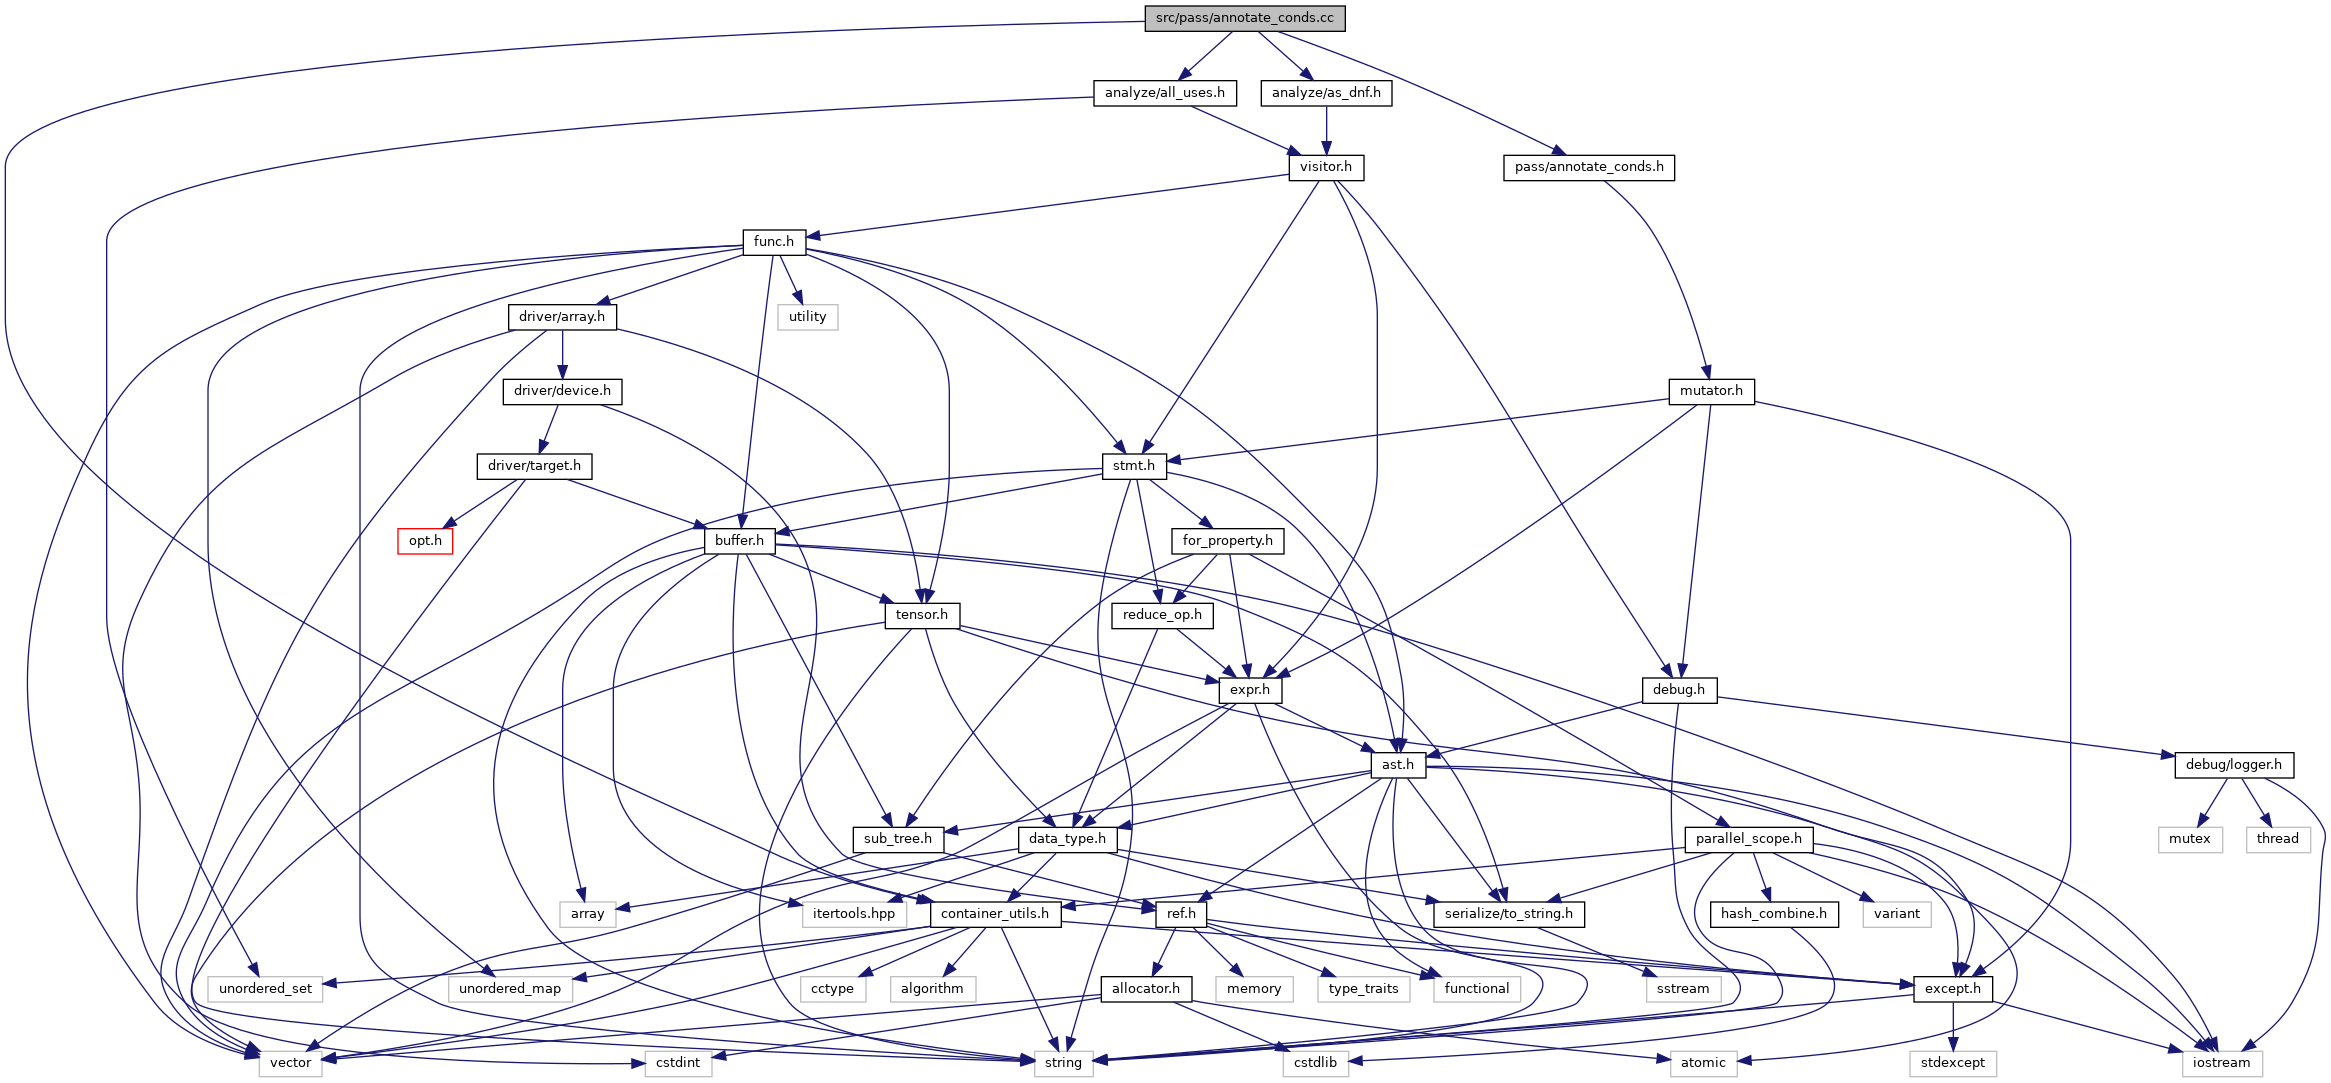 src/pass/annotate_conds.cc
analyze/all_uses.h
analyze/as_dnf.h
visitor.h
pass/annotate_conds.h
func.h
driver/array.h
utility
driver/device.h
mutator.h
driver/target.h
stmt.h
opt.h
buffer.h
for_property.h
tensor.h
reduce_op.h
expr.h
debug.h
ast.h
debug/logger.h
sub_tree.h
data_type.h
parallel_scope.h
mutex
thread
array
itertools.hpp
container_utils.h
ref.h
serialize/to_string.h
hash_combine.h
variant
unordered_set
unordered_map
cctype
algorithm
allocator.h
memory
type_traits
functional
sstream
except.h
vector
cstdint
string
cstdlib
atomic
stdexcept
iostream